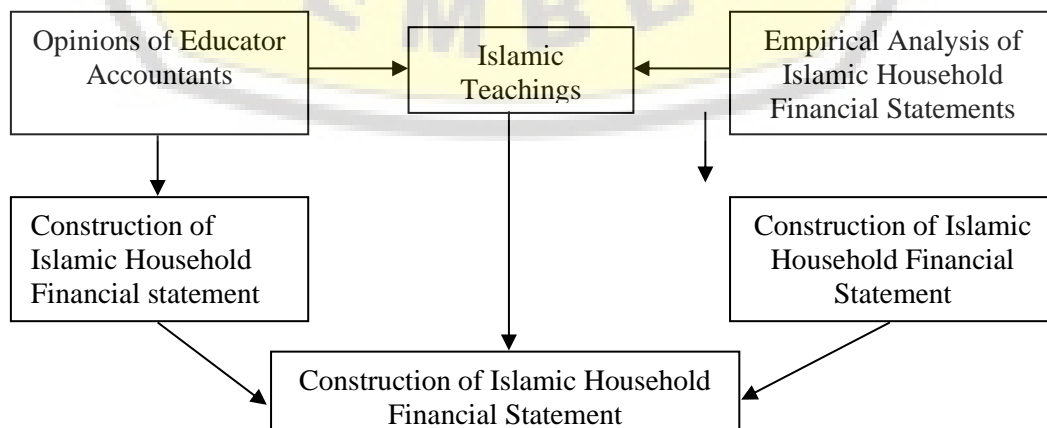 Opinions of Educator
Accountants
Islamic
Teachings
Empirical Analysis of
Islamic Household
Financial Statements
Construction of
Islamic Household
Financial statement
Construction of Islamic
Household Financial
Statement
Construction of Islamic Household
Financial Statement